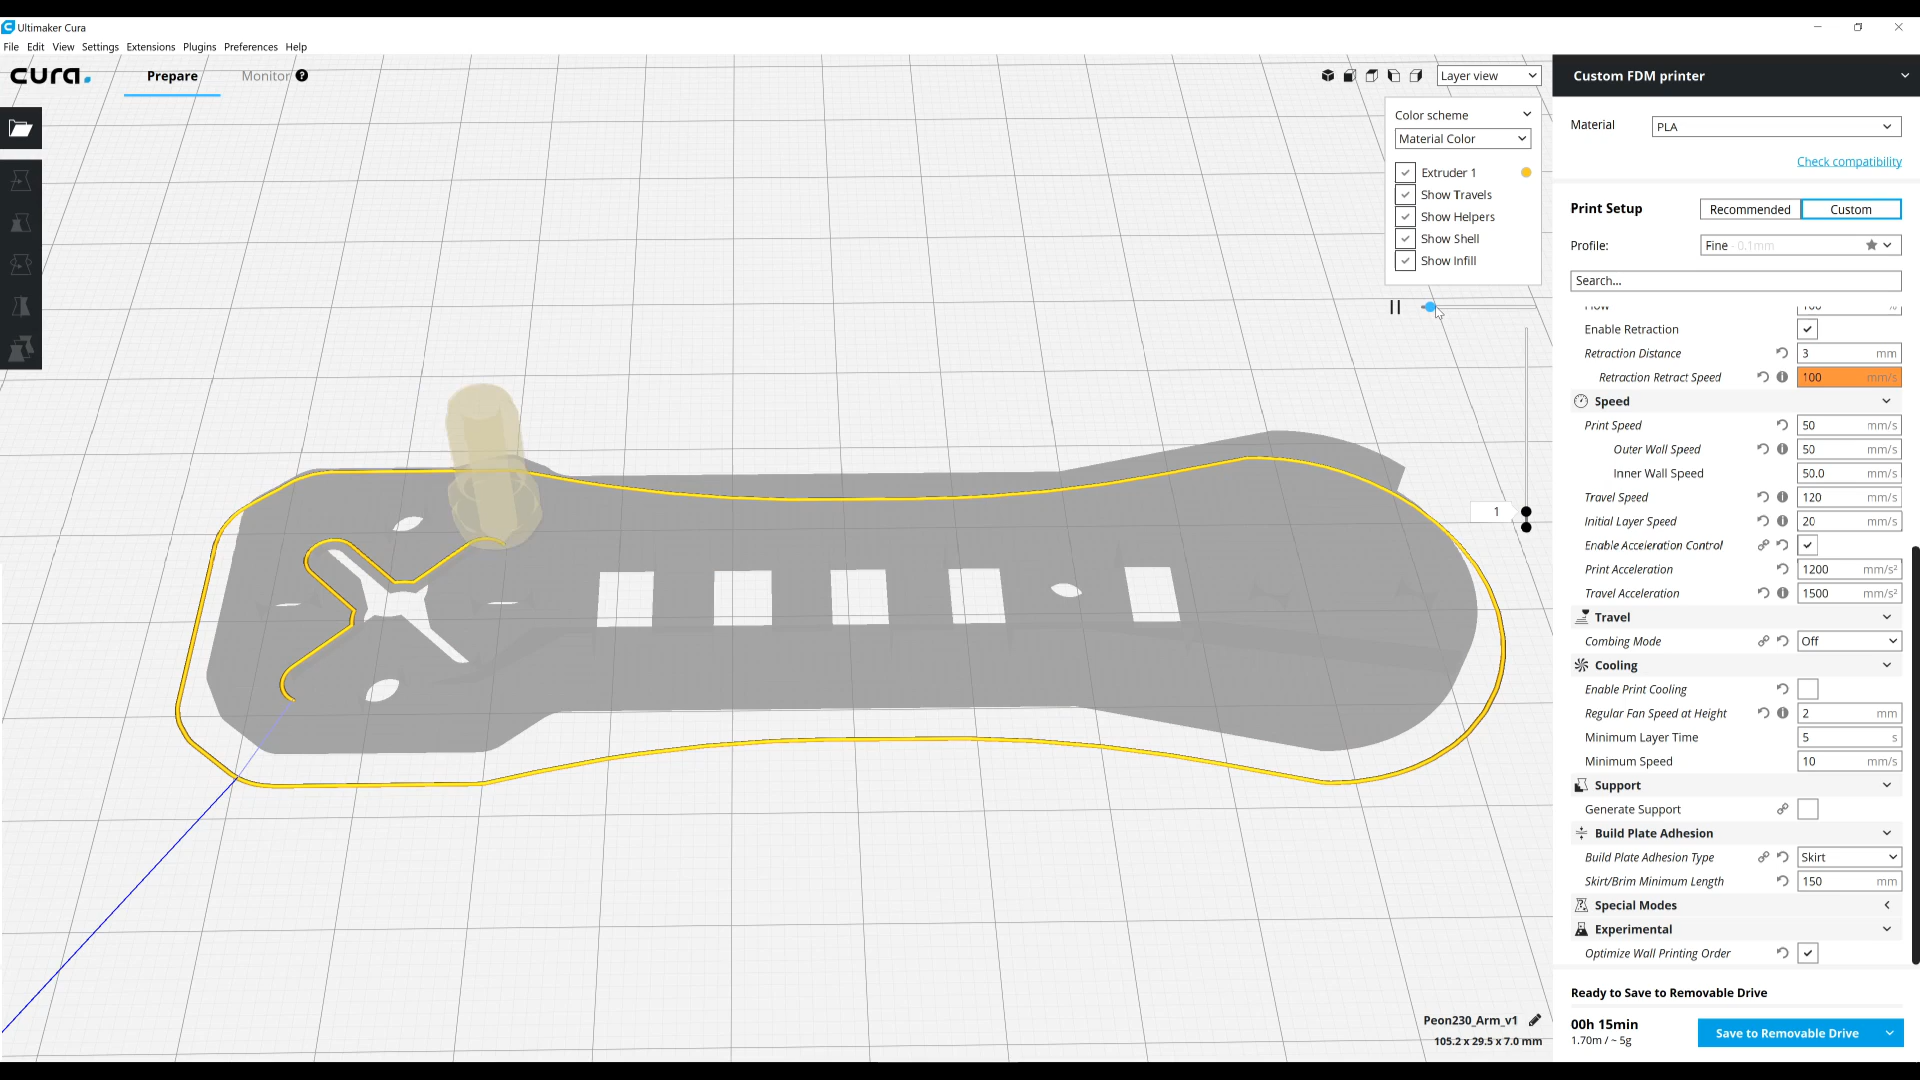 Ultimaker Cura
File Edit View Settings Extensions Plugins Preferences Help
cura. Prepare Monitor ?
Layer view
Custom FDM printer
Color scheme
Material Color
Extruder 1
Show Travels
Show Helpers
Show Shell
Show Infill
1
Material PLA
Check compatibility
Print Setup Recommended Custom
Profile: Fine - 0.1mm
Search...
Flow 100 %
Enable Retraction
Retraction Distance 3 mm
Retraction Retract Speed 100 mm/s
Speed
Print Speed 50 mm/s
Outer Wall Speed 50 mm/s
Inner Wall Speed 50.0 mm/s
Travel Speed 120 mm/s
Initial Layer Speed 20 mm/s
Enable Acceleration Control
Print Acceleration 1200 mm/s²
Travel Acceleration 1500 mm/s²
Travel
Combing Mode Off
Cooling
Enable Print Cooling
Regular Fan Speed at Height 2 mm
Minimum Layer Time 5 s
Minimum Speed 10 mm/s
Support
Generate Support
Build Plate Adhesion
Build Plate Adhesion Type Skirt
Skirt/Brim Minimum Length 150 mm
Special Modes
Experimental
Optimize Wall Printing Order
Peon230_Arm_v1
105.2 x 29.5 x 7.0 mm
Ready to Save to Removable Drive
00h 15min
1.70m / ~ 5g
Save to Removable Drive